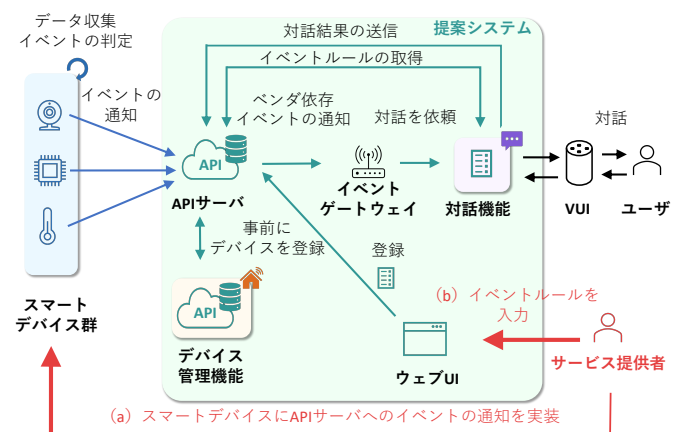 データ収集
イベントの判定
イベントの
通知
スマート
デバイス群
提案システム
対話結果の送信
イベントルールの取得
ベンダ依存
イベントの通知
対話を依頼
API
APIサーバ
イベント
ゲートウェイ
対話機能
対話
VUI
ユーザ
事前に
デバイスを登録
登録
API
デバイス
管理機能
ウェブUI
(b) イベントルールを
入力
サービス提供者
(a) スマートデバイスにAPIサーバへのイベントの通知を実装